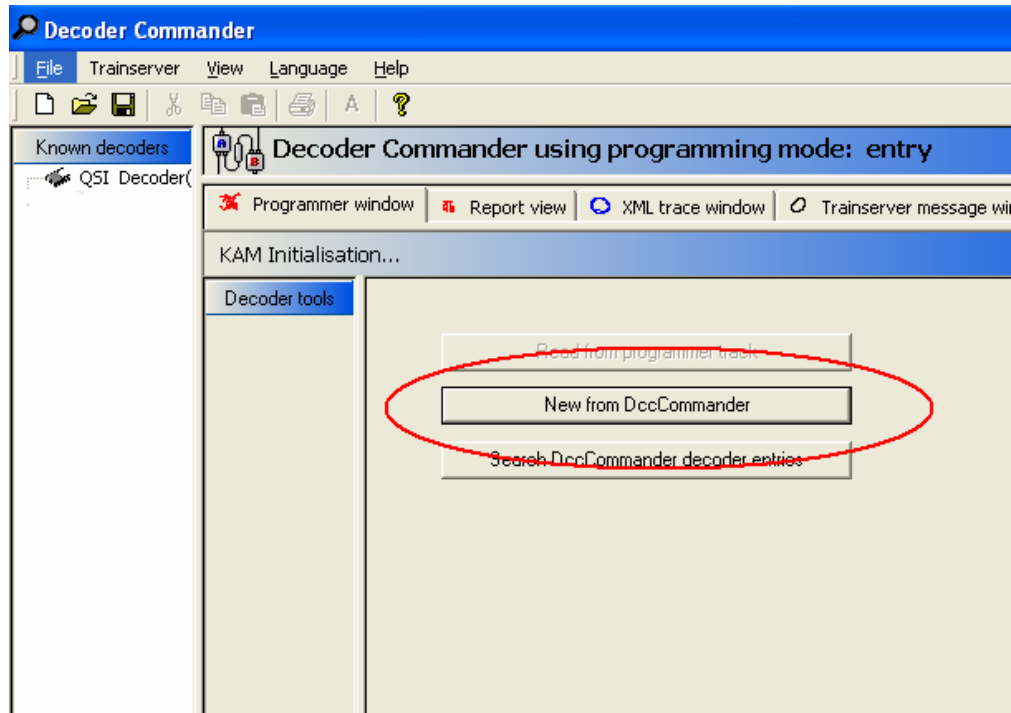 Decoder Commander
File Trainserver View Language Help
Known decoders
QSI Decoder(
Decoder Commander using programming mode: entry
Programmer window Report view XML trace window Trainserver message wi
KAM Initialisation...
Decoder tools
Read from programmer track
New from DccCommander
Search DccCommander decoder entries